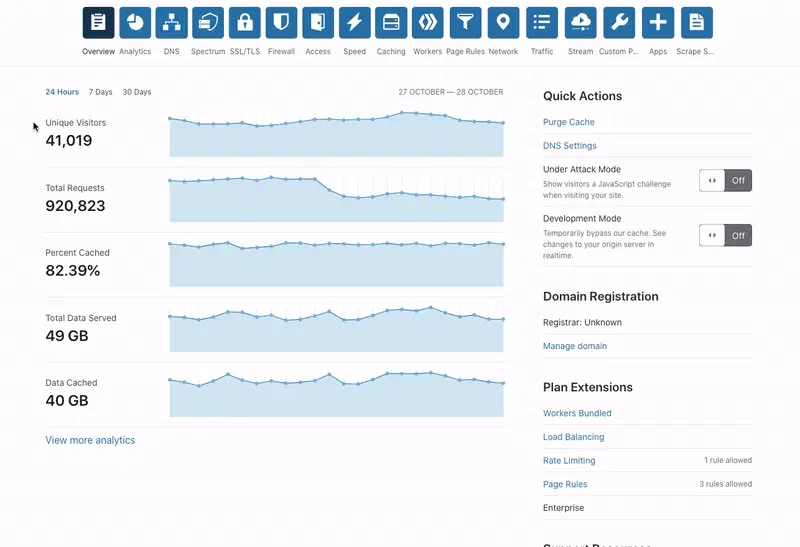 Overview Analytics DNS Spectrum SSL/TLS Firewall Access Speed Caching Workers Page Rules Network Traffic Stream Custom P... Apps Scrape S...
24 Hours 7 Days 30 Days 27 OCTOBER — 28 OCTOBER
Unique Visitors
41,019
Total Requests
920,823
Percent Cached
82.39%
Total Data Served
49 GB
Data Cached
40 GB
View more analytics
Quick Actions
Purge Cache
DNS Settings
Under Attack Mode
Show visitors a JavaScript challenge
when visiting your site.
Off
Development Mode
Temporarily bypass our cache. See
changes to your origin server in
realtime.
Off
Domain Registration
Registrar: Unknown
Manage domain
Plan Extensions
Workers Bundled
Load Balancing
Rate Limiting 1 rule allowed
Page Rules 3 rules allowed
Enterprise